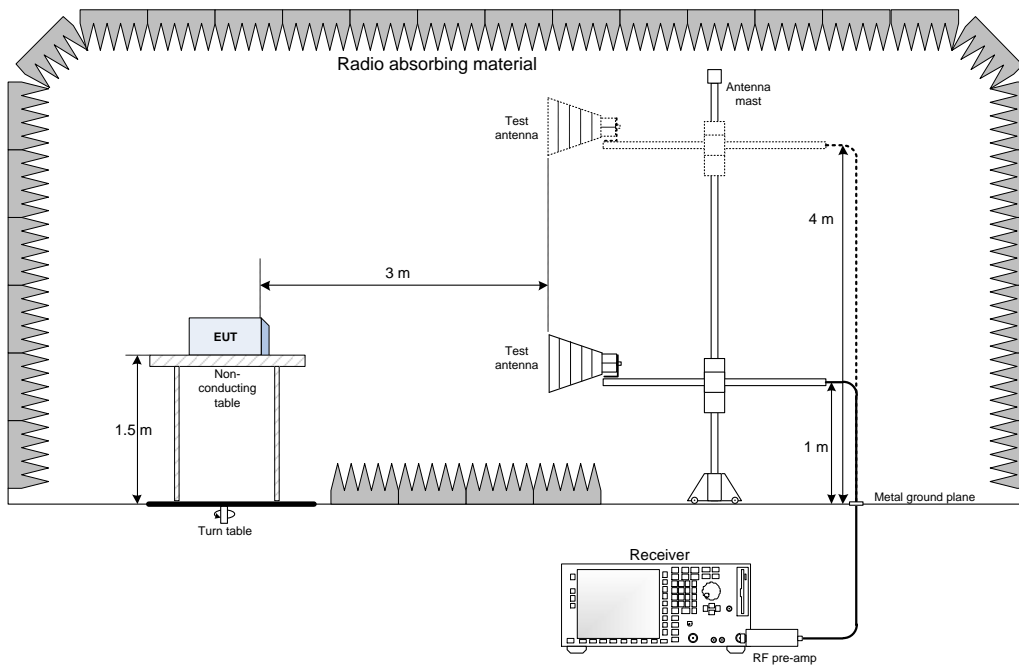 Radio absorbing material
Antenna
mast
Test
antenna
4 m
3 m
EUT
Test
antenna
Non-
conducting
table
1.5 m
1 m
Metal ground plane
Turn table
Receiver
RF pre-amp